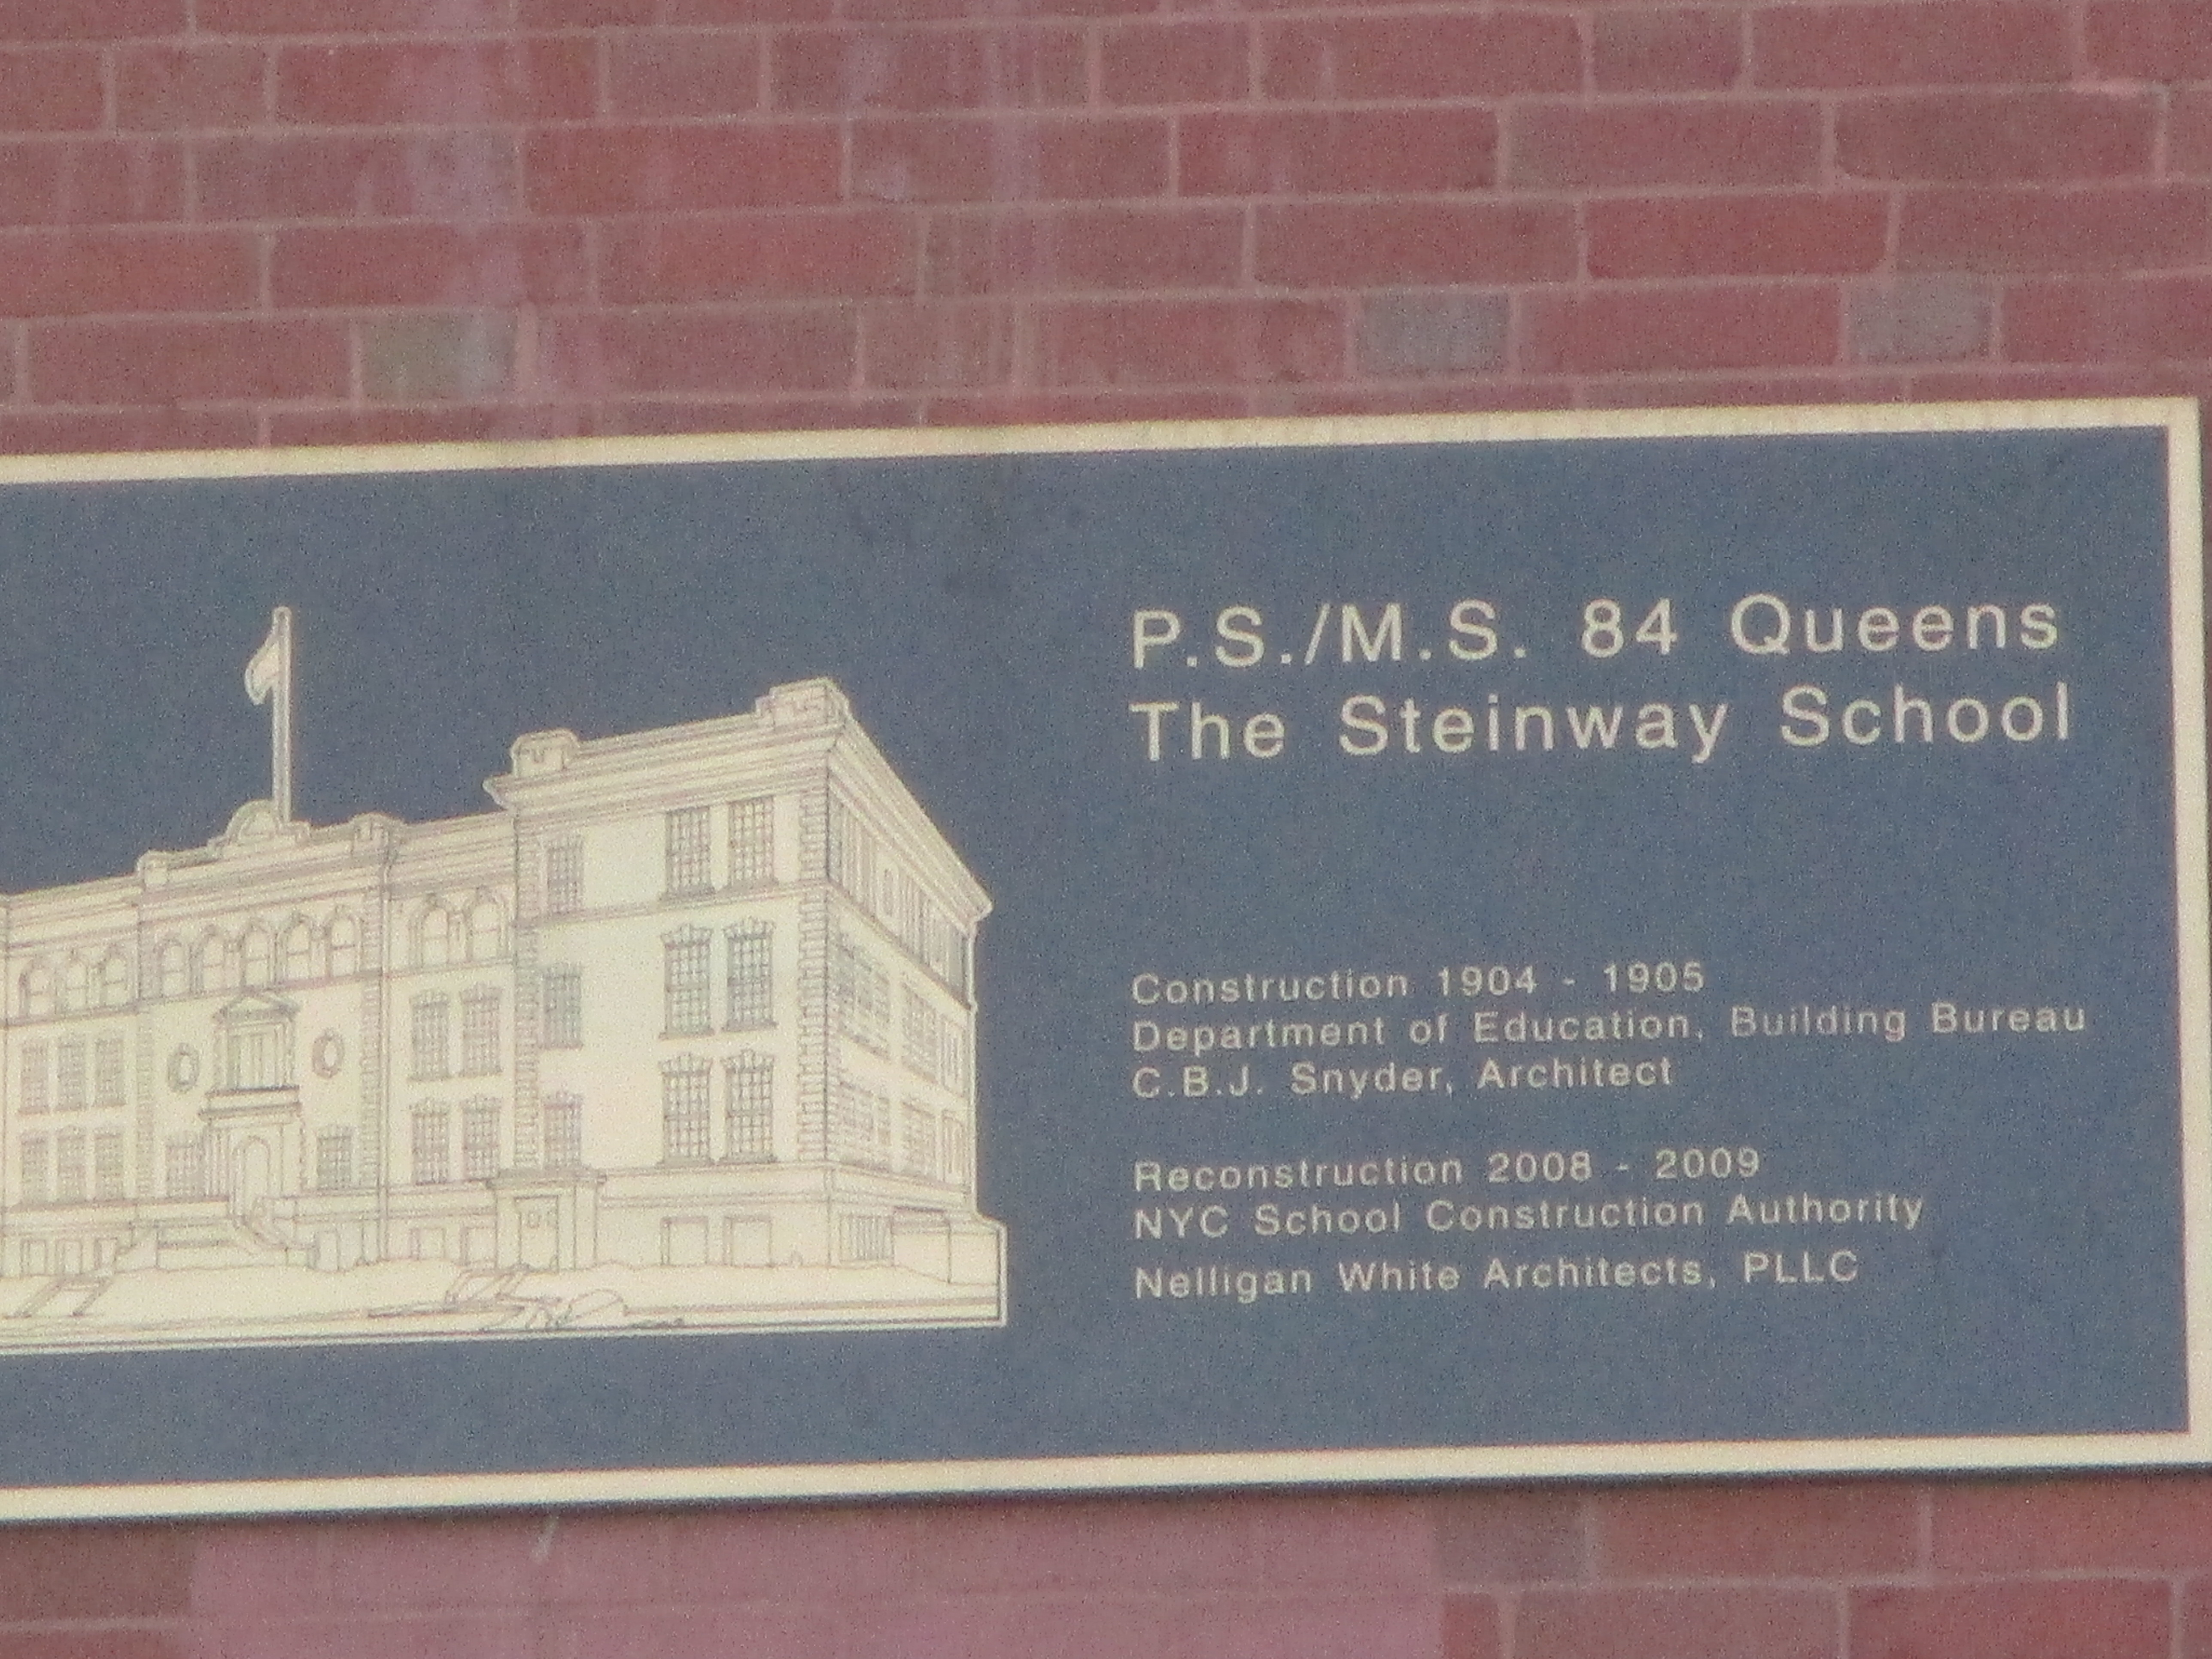 P.S./M.S. 84 Queens
The Steinway School
Construction 1904 - 1905
Department of Education, Building Bureau
C.B.J. Snyder, Architect
Reconstruction 2008 - 2009
NYC School Construction Authority
Nelligan White Architects, PLLC